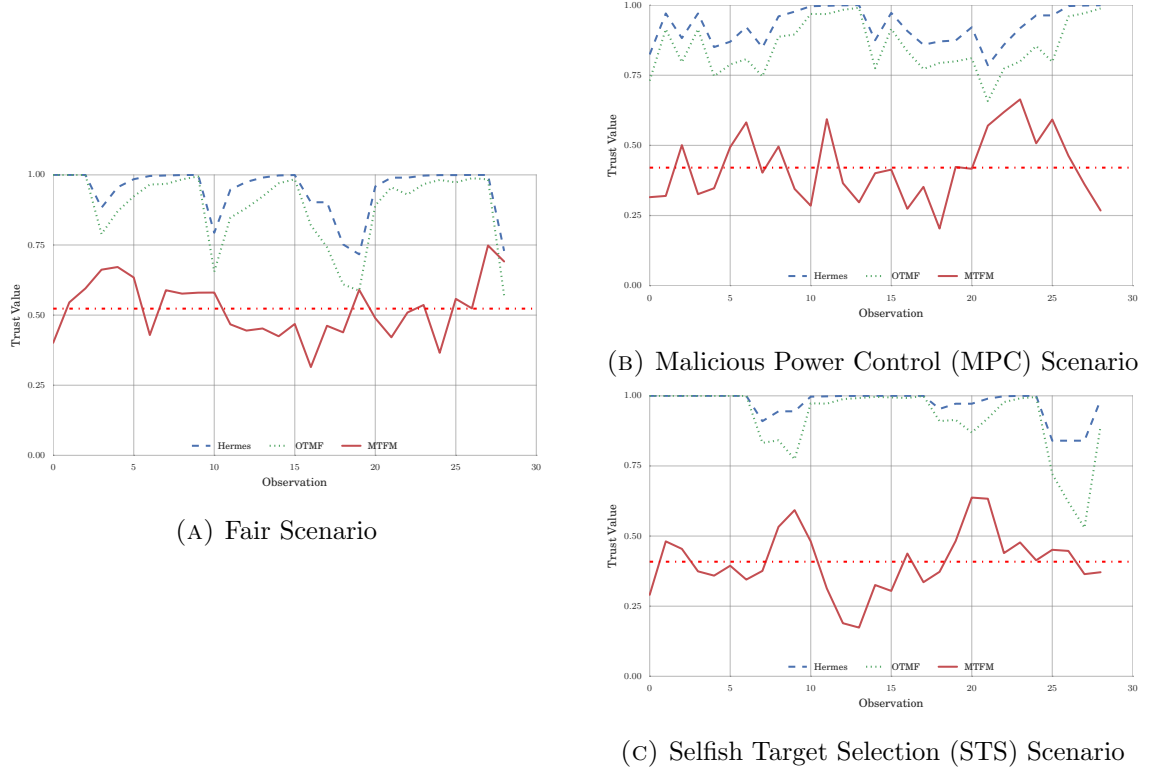 1.00
0.75
0.50
0.25
0.00
Trust Value
0 5 10 15 20 25 30
Observation
Hermes OTMF MTFM
(A) Fair Scenario
1.00
0.75
0.50
0.25
0.00
Trust Value
0 5 10 15 20 25 30
Observation
Hermes OTMF MTFM
(B) Malicious Power Control (MPC) Scenario
1.00
0.75
0.50
0.25
0.00
Trust Value
0 5 10 15 20 25 30
Observation
Hermes OTMF MTFM
(C) Selfish Target Selection (STS) Scenario